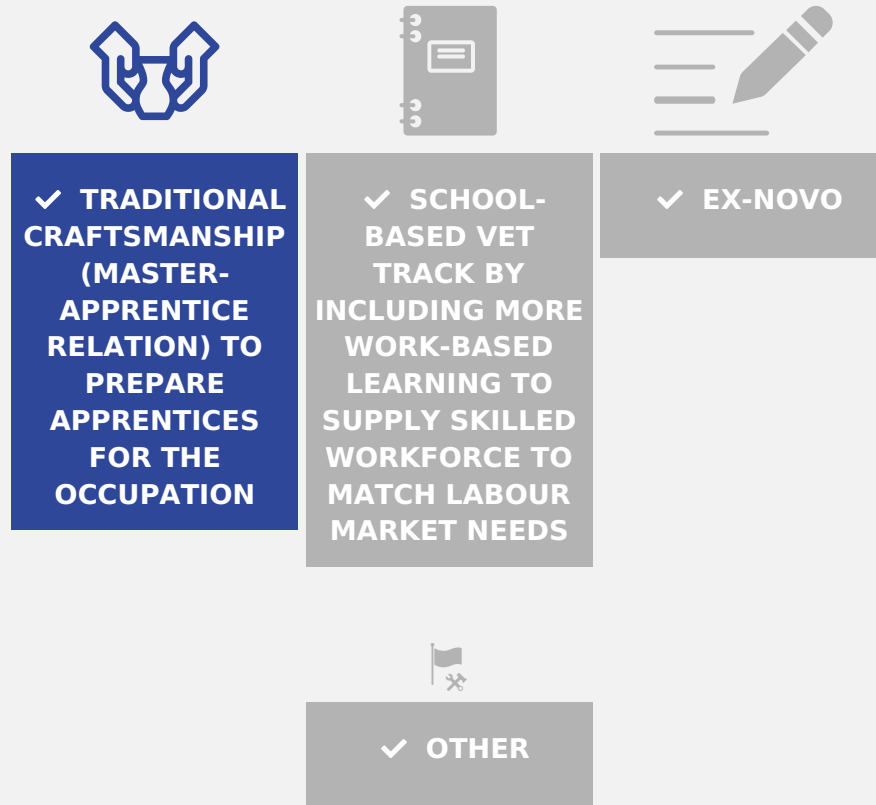 TRADITIONAL
CRAFTSMANSHIP
(MASTER-
APPRENTICE
RELATION) TO
PREPARE
APPRENTICES
FOR THE
OCCUPATION
SCHOOL-
BASED VET
TRACK BY
INCLUDING MORE
WORK-BASED
LEARNING TO
SUPPLY SKILLED
WORKFORCE TO
MATCH LABOUR
MARKET NEEDS
EX-NOVO
OTHER